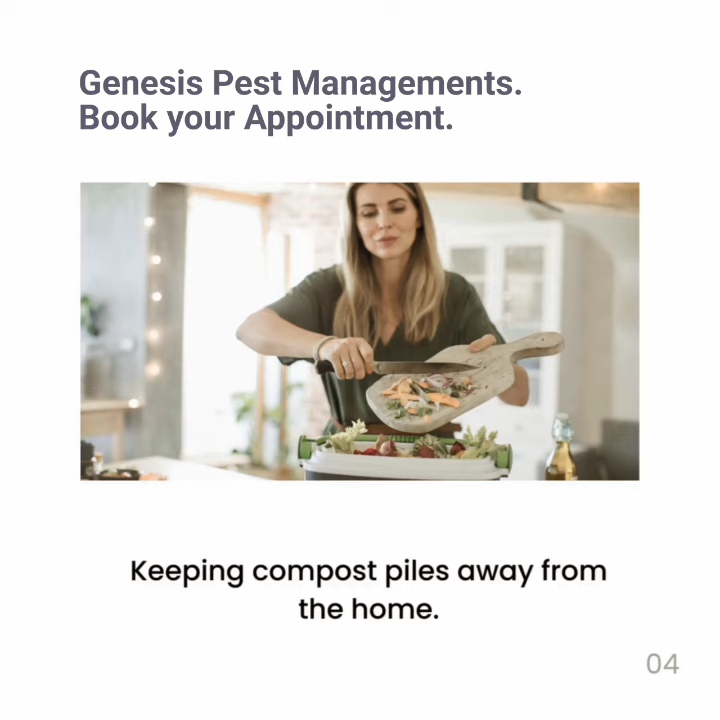 Genesis Pest Managements.
Book your Appointment.
Keeping compost piles away from
the home.
04